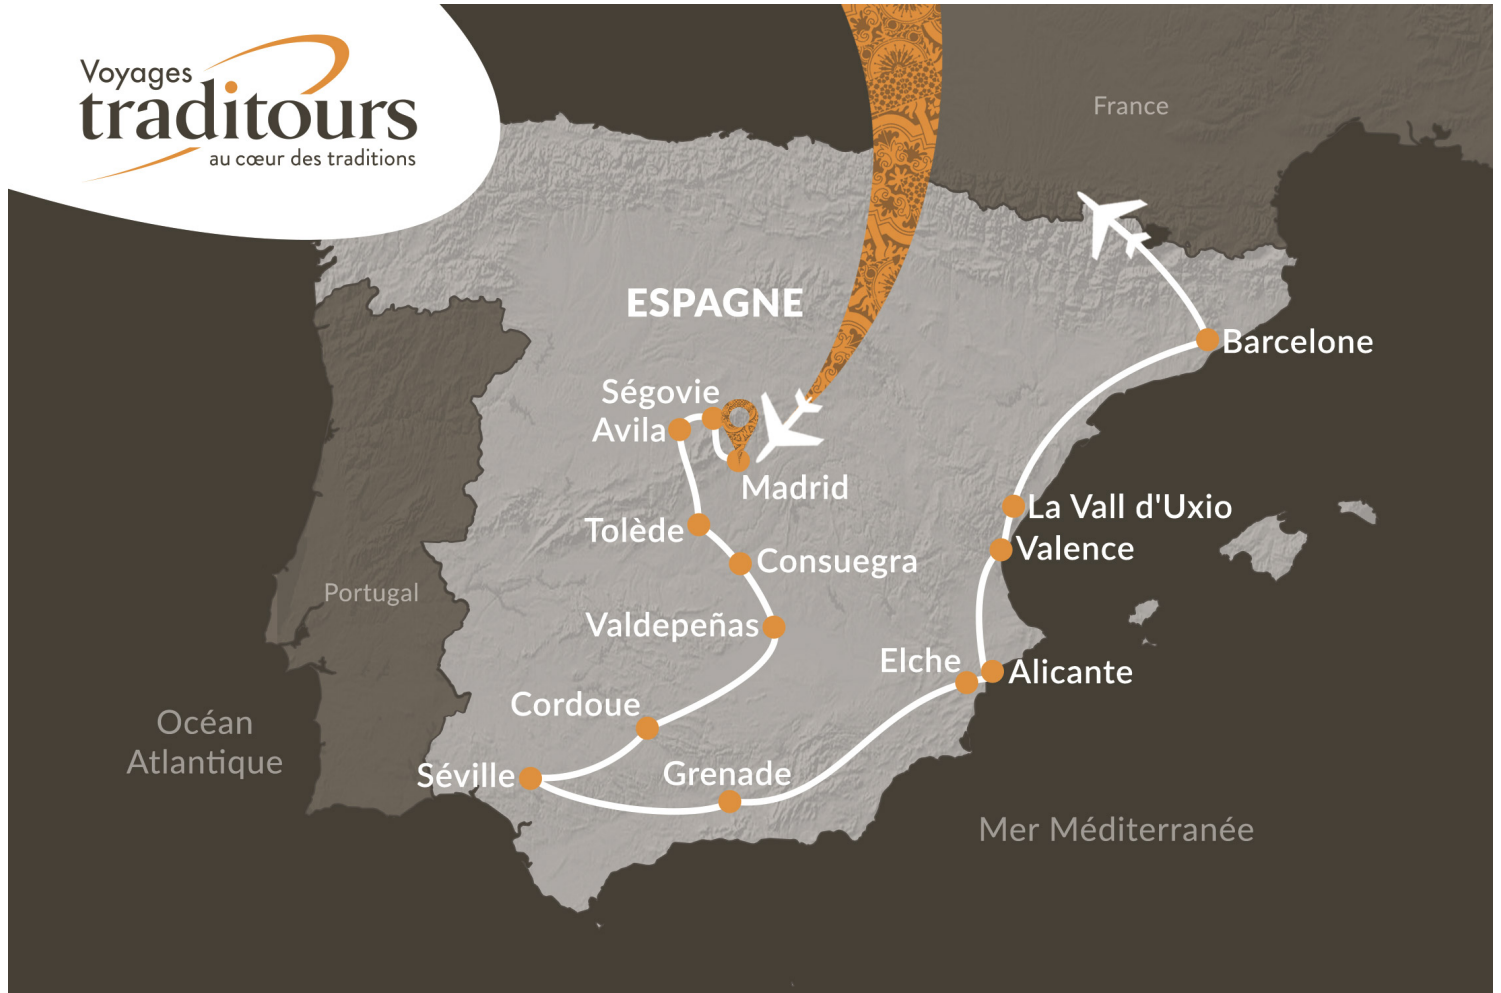 Voyages
traditours
au cœur des traditions
France
ESPAGNE
Barcelone
Ségovie
Avila
Madrid
La Vall d'Uxio
Tolède
Valence
Consuegra
Portugal
Valdepeñas
Elche
Alicante
Cordoue
Océan
Atlantique
Séville
Grenade
Mer Méditerranée